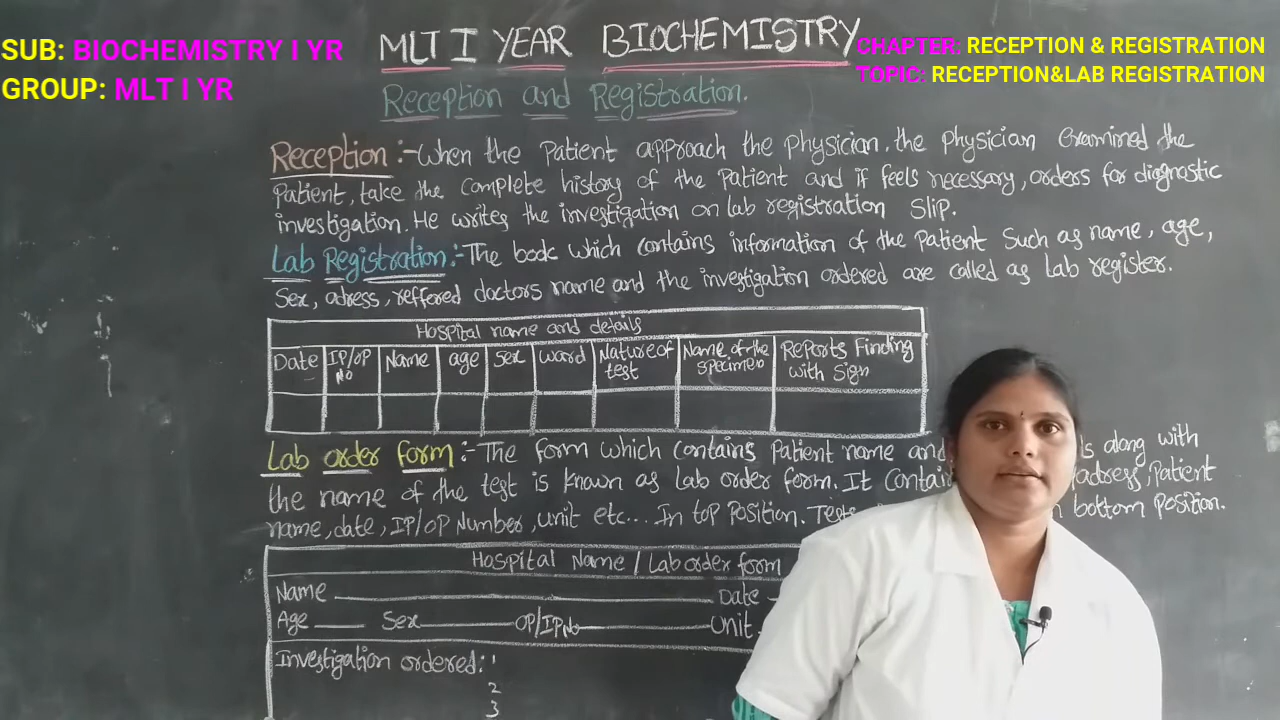 SUB: BIOCHEMISTRY I YR
GROUP: MLT I YR
CHAPTER: RECEPTION & REGISTRATION
TOPIC: RECEPTION&LAB REGISTRATION
MLT I YEAR BIOCHEMISTRY
Reception and Registration.
Reception :- When the Patient approach the physician. the Physician Examined the
Patient, take the complete history of the Patient and if feels necessary, orders for diagnostic
investigation. He writes the investigation on lab registration Slip.
Lab Registration:- The book which contains information of the Patient Such as name, age,
Sex, adress, reffered doctors name and the investigation ordered are called as Lab register.
Hospital name and details
Date IP/OP No Name age Sex ward Nature of test Name of the specimen Reports Finding with Sign
Lab order form :- The form which contains Patient name and along with
the name of the test is known as Lab order form. It Contai adress, Patient
name, date, IP/OP Number, unit etc... In top Position. Tests bottom Position.
Hospital Name / Lab order form
Name Date
Age Sex OP/IP No Unit
Investigation ordered: 1
2
3